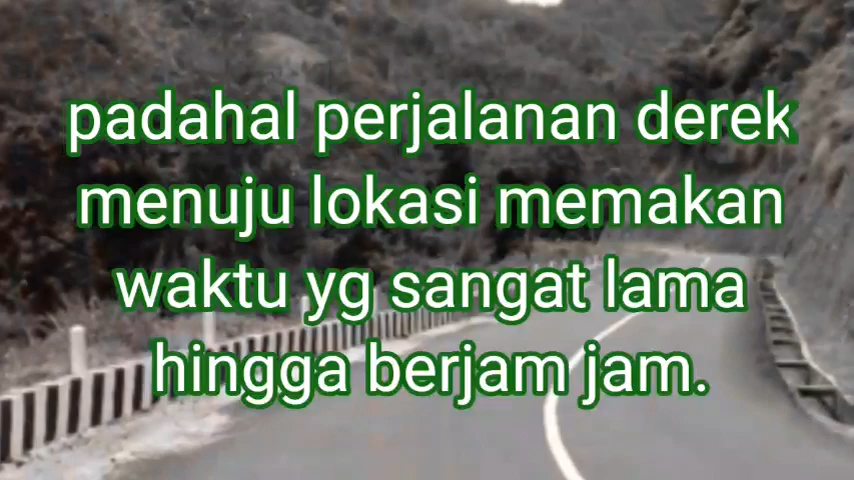 padahal perjalanan derek
menuju lokasi memakan
waktu yg sangat lama
hingga berjam jam.